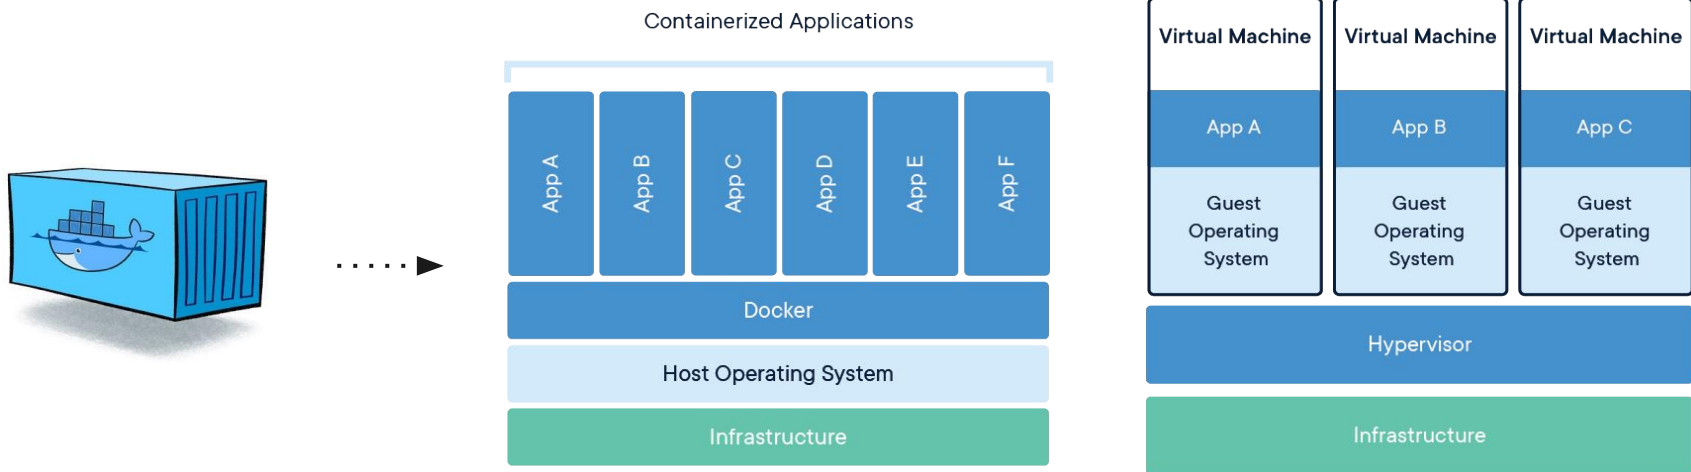 Containerized Applications
App A
App B
App C
App D
App E
App F
Docker
Host Operating System
Infrastructure
Virtual Machine
Virtual Machine
Virtual Machine
App A
App B
App C
Guest
Operating
System
Guest
Operating
System
Guest
Operating
System
Hypervisor
Infrastructure